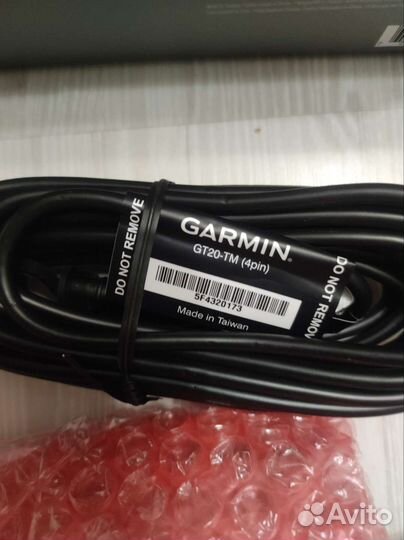 DO NOT REMOVE
GARMIN
GT20-TM (4pin)
5F4320173
Made in Taiwan
DO NOT REMOVE
Avito